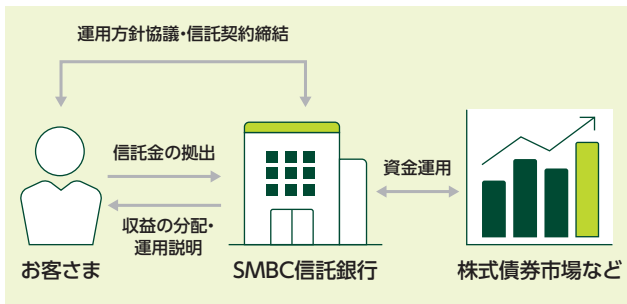 運用方針協議・信託契約締結
信託金の拠出
収益の分配・
運用説明
資金運用
お客さま
SMBC信託銀行
株式債券市場など